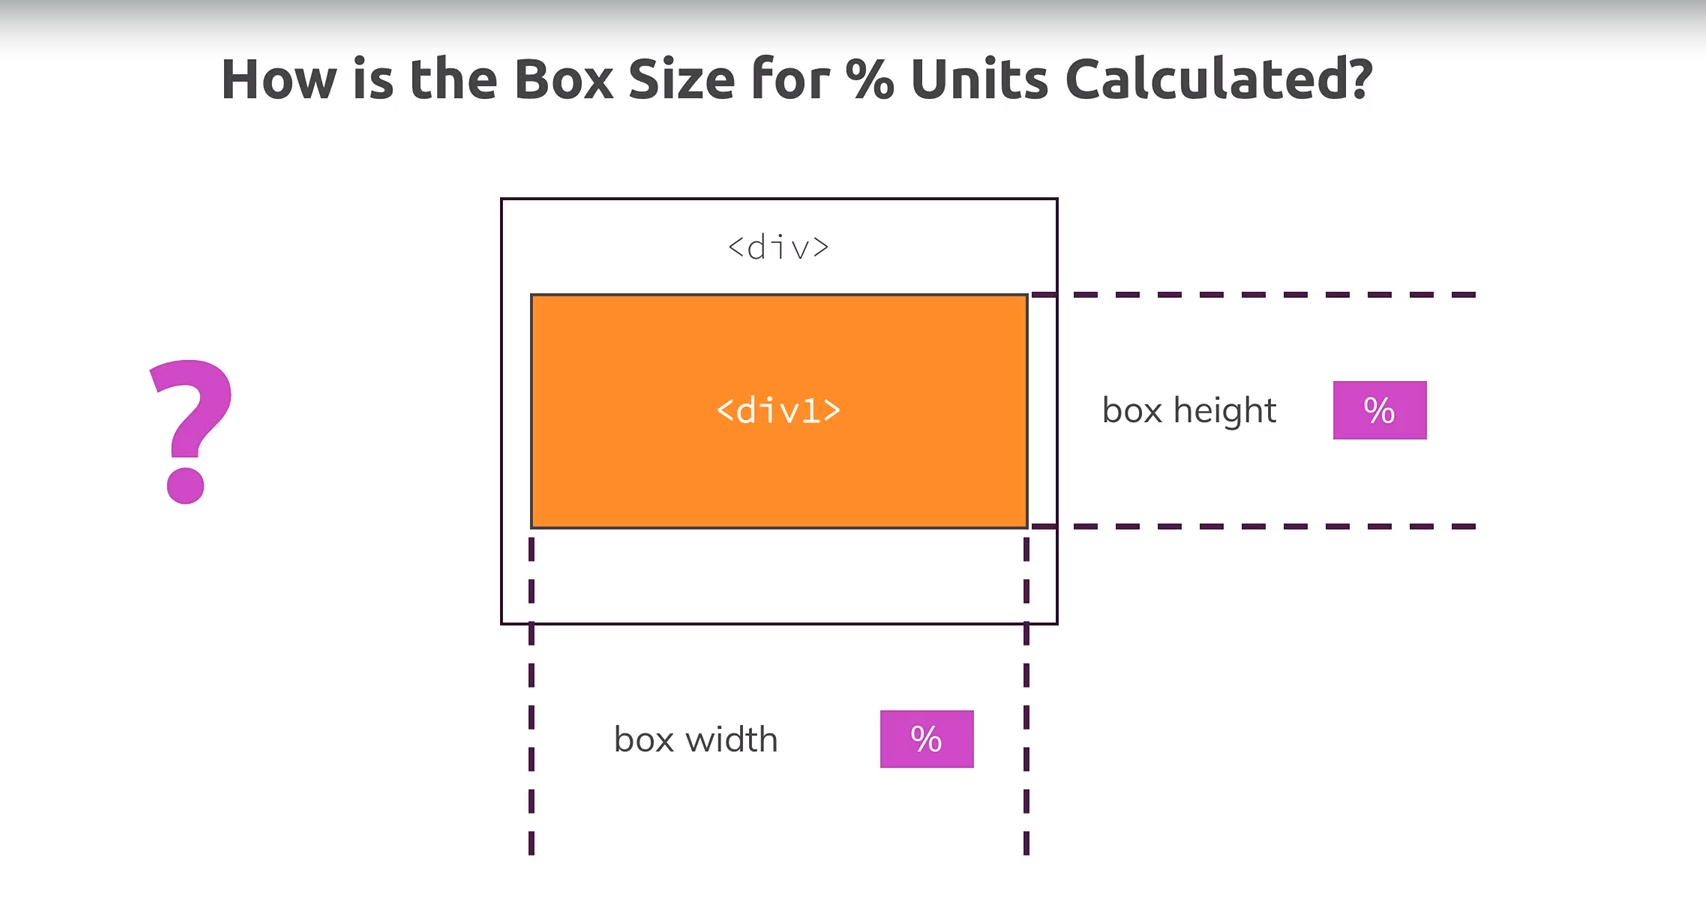 How is the Box Size for % Units Calculated?
<div>
?
<div1>
box height %
box width %